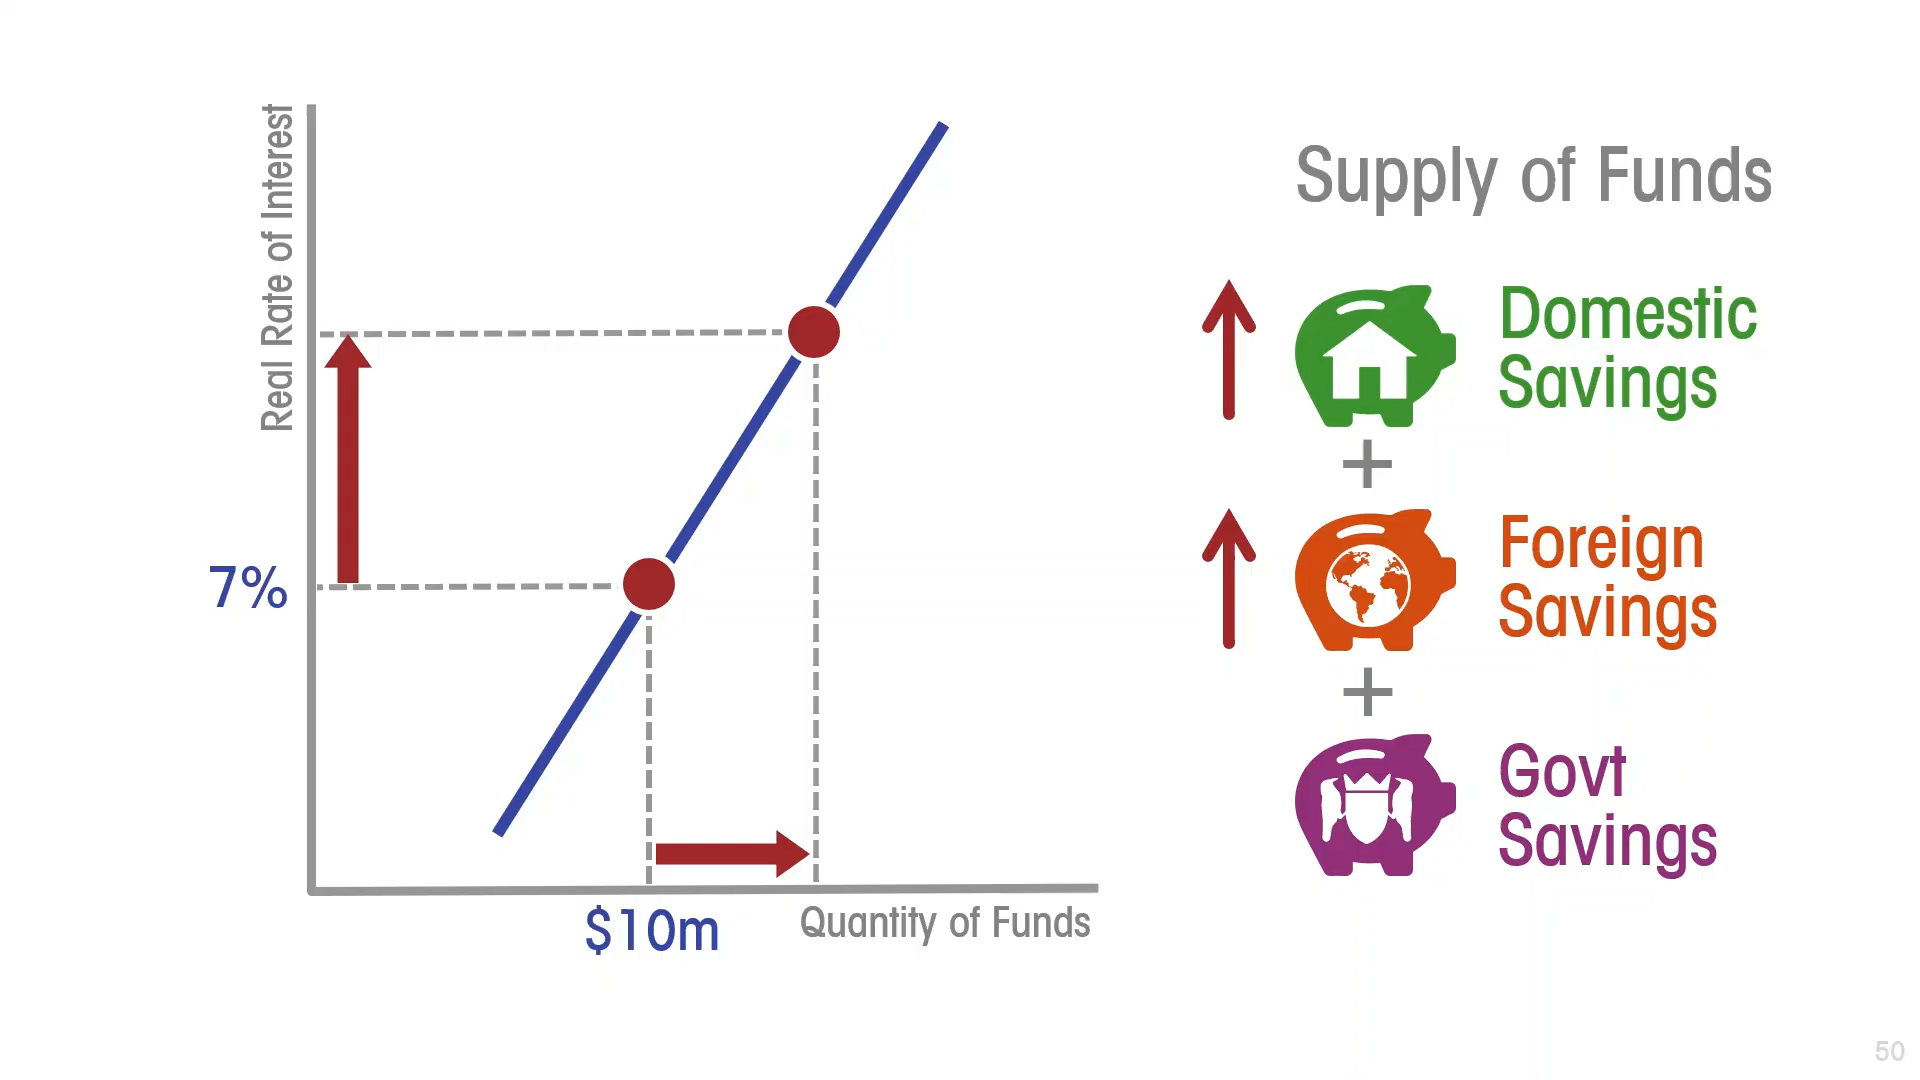 Real Rate of Interest
7%
$10m
Quantity of Funds
Supply of Funds
Domestic
Savings
+
Foreign
Savings
+
Govt
Savings
50